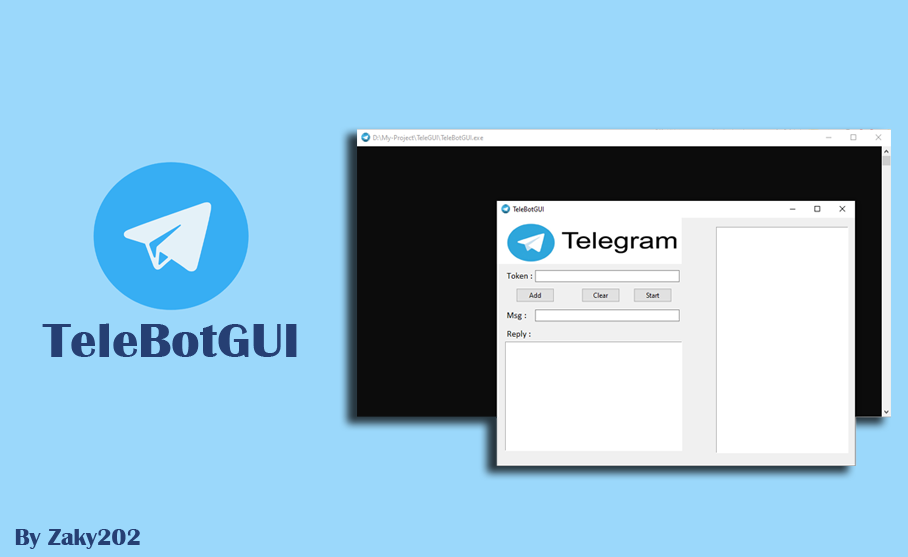 TeleBotGUI
By Zaky202
D:\My-Project\TeleGUI\TeleBotGUI.exe
TeleBotGUI
Telegram
Token :
Add Clear Start
Msg :
Reply :